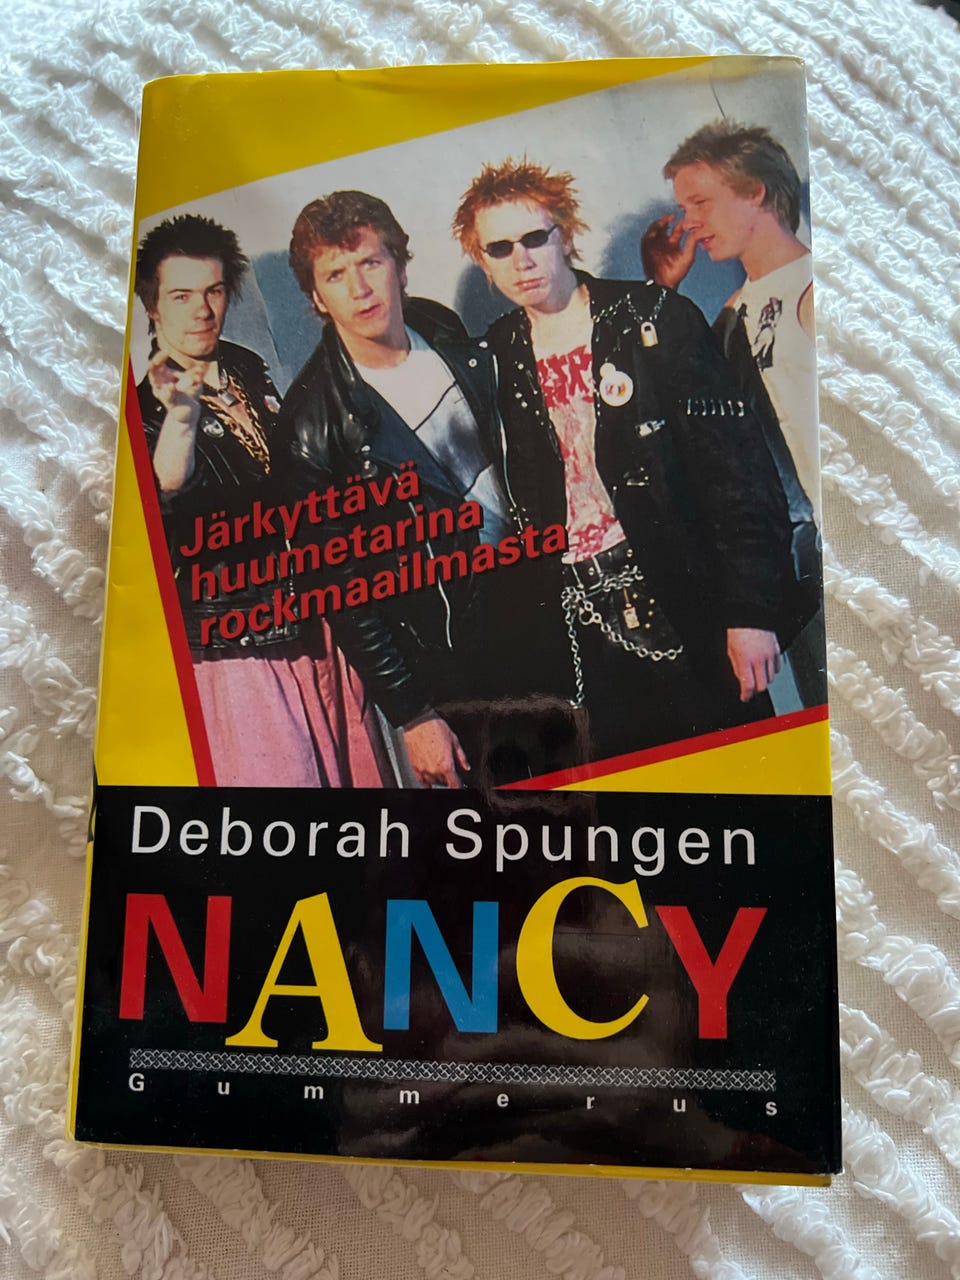 Järkyttävä
huumetarina
rockmaailmasta
Deborah Spungen
NANCY
Gummerus